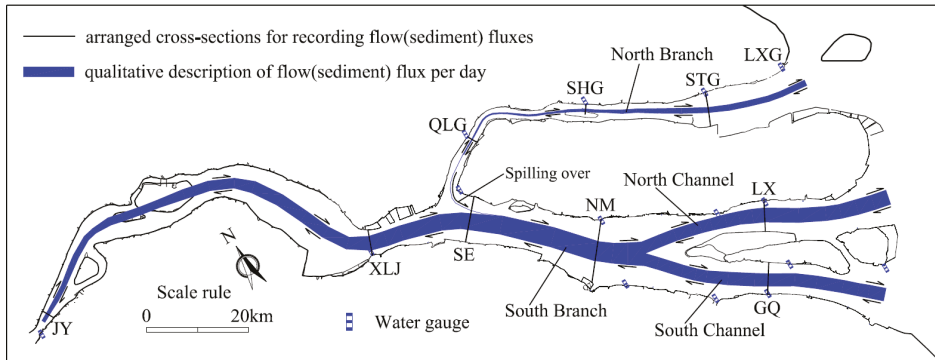 arranged cross-sections for recording flow(sediment) fluxes
qualitative description of flow(sediment) flux per day
LXG
North Branch
STG
SHG
QLG
Spilling over
North Channel
LX
NM
N
XLJ
SE
Scale rule
South Branch
GQ
JY
0 20km
Water gauge
South Channel